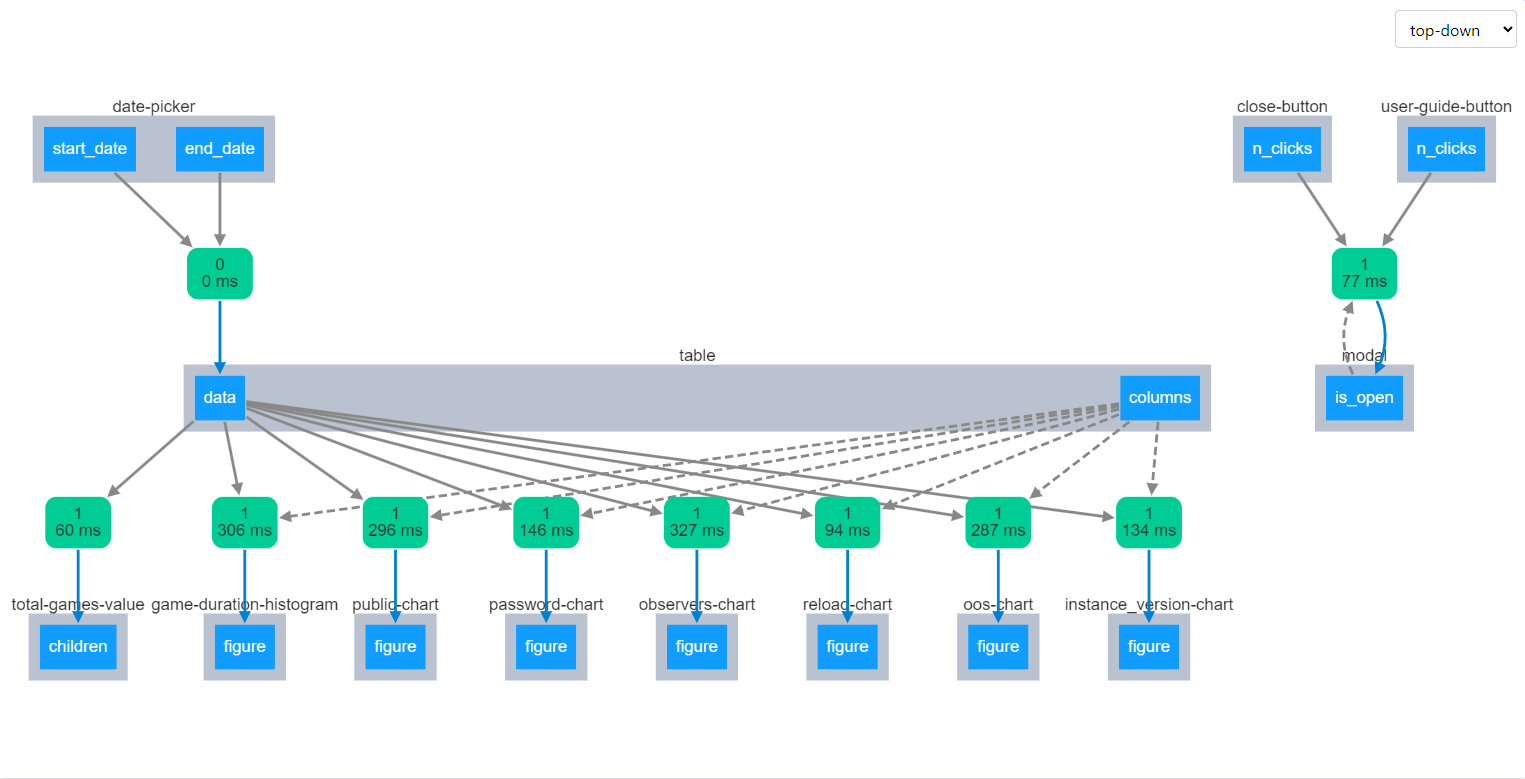 top-down
date-picker
close-button
user-guide-button
start_date
end_date
n_clicks
n_clicks
0
0 ms
1
77 ms
table
modal
data
columns
is_open
1
60 ms
1
306 ms
1
296 ms
1
146 ms
1
327 ms
1
94 ms
1
287 ms
1
134 ms
total-games-value
game-duration-histogram
public-chart
password-chart
observers-chart
reload-chart
oos-chart
instance_version-chart
children
figure
figure
figure
figure
figure
figure
figure